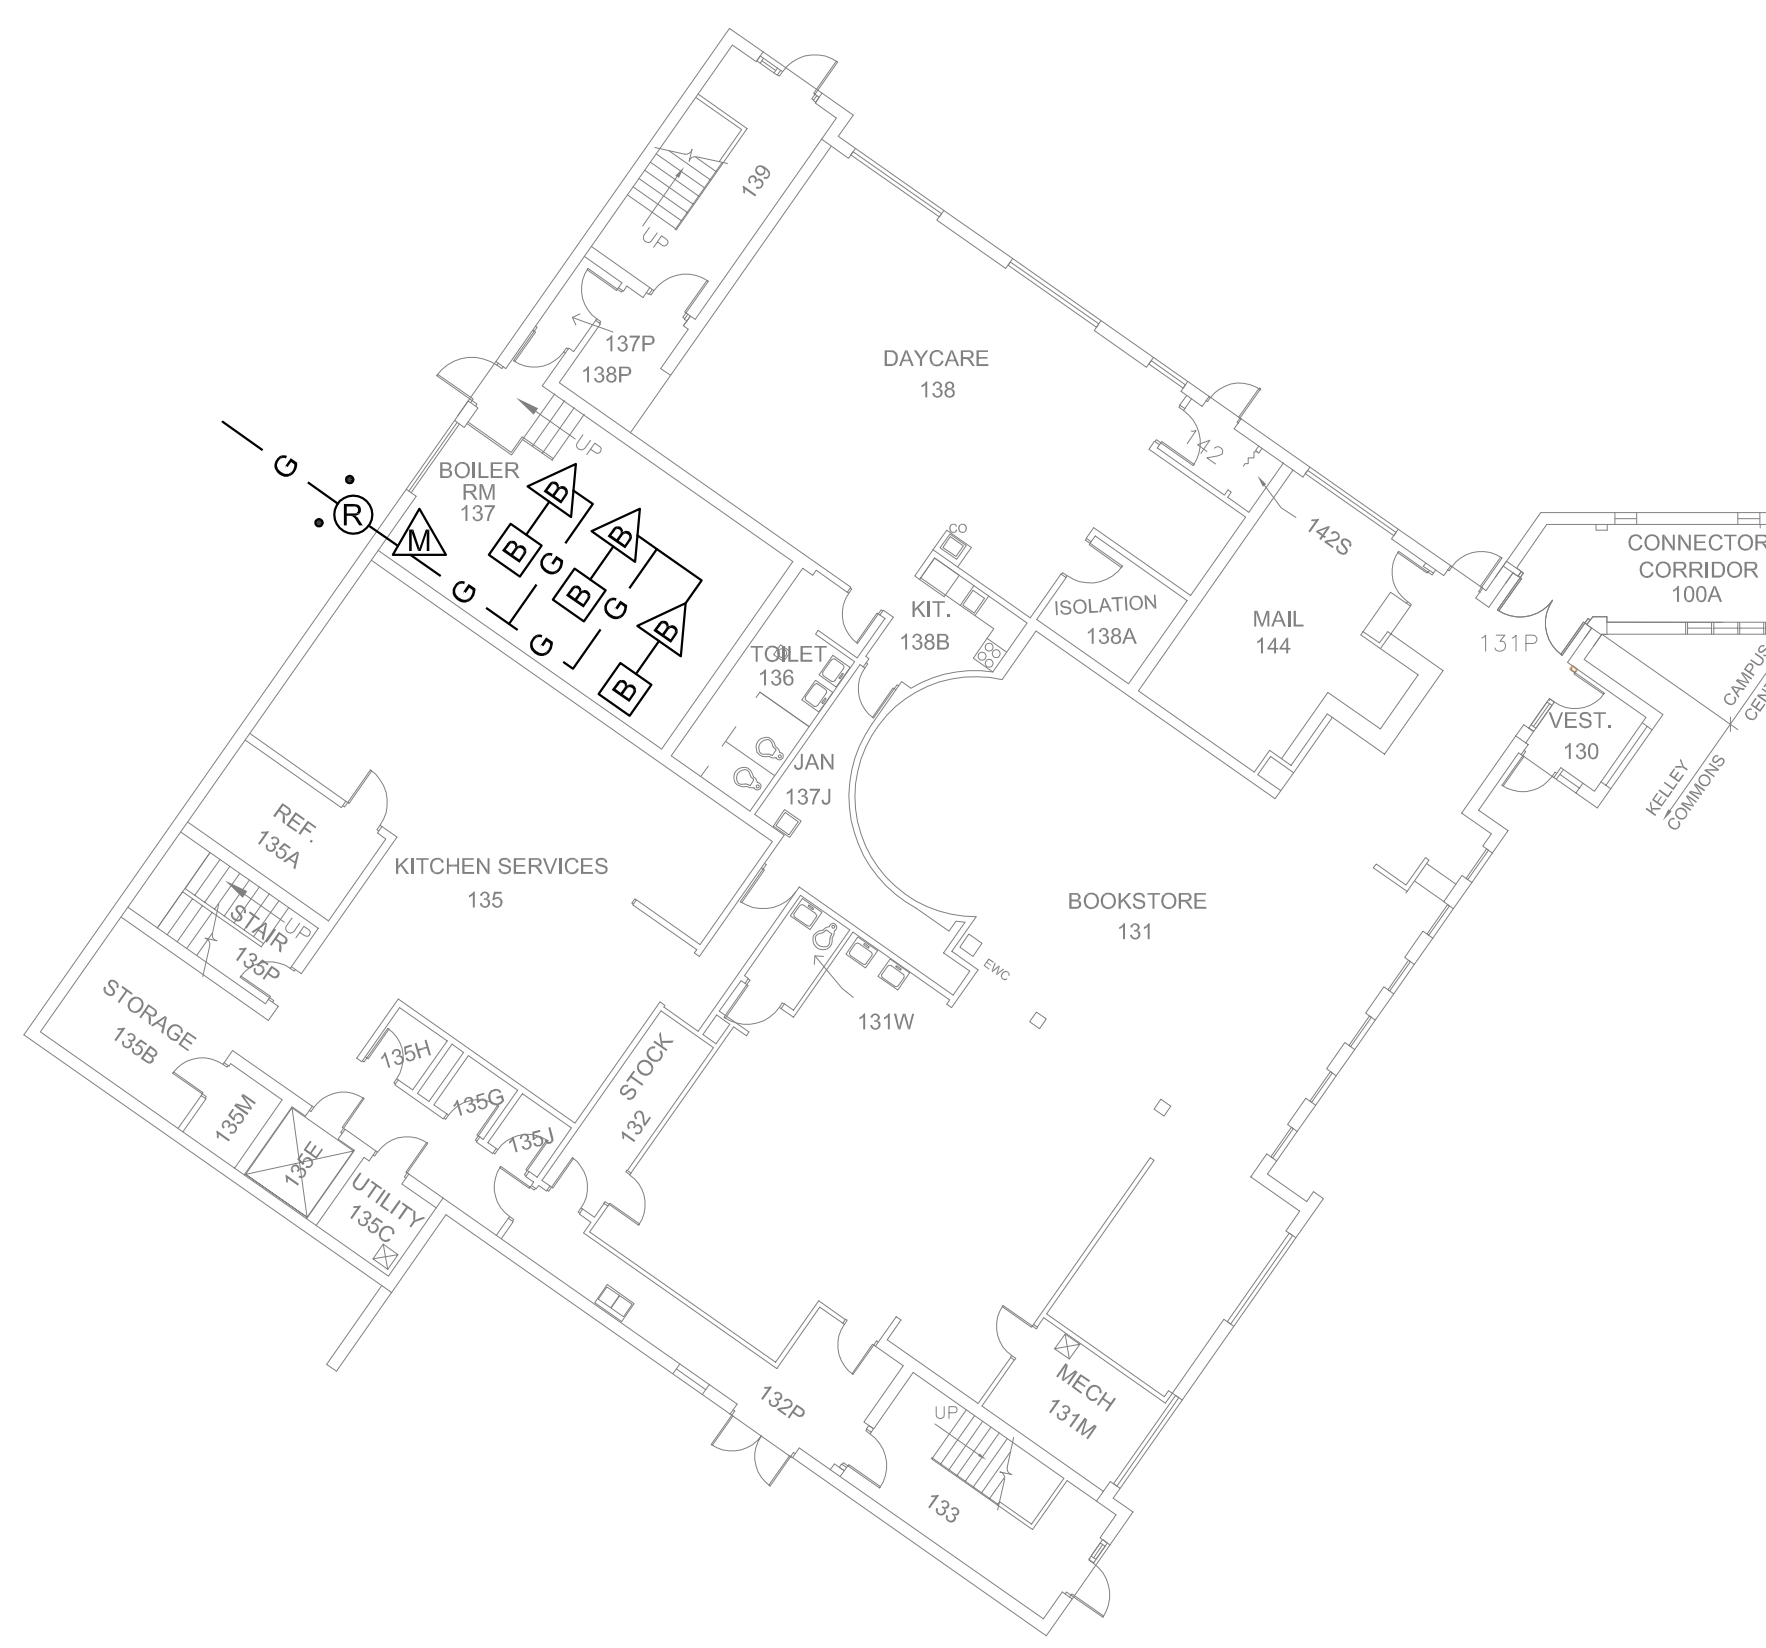 139
UP
137P
138P
DAYCARE
138
UP
142
BOILER
RM
137
G
R
M
B
B
B
B
B
B
G
G
G
G
CO
142S
CONNECTOR
CORRIDOR
100A
ISOLATION
138A
KIT.
138B
MAIL
144
131P
TOILET
136
CAMPUS
CEN
VEST.
130
JAN
137J
KELLEY
COMMONS
REF.
135A
KITCHEN SERVICES
135
BOOKSTORE
131
UP
STAIR
135P
EWC
STORAGE
135B
131W
135H
STOCK
132
135G
135M
135J
135E
UTILITY
135C
MECH
131M
132P
UP
133